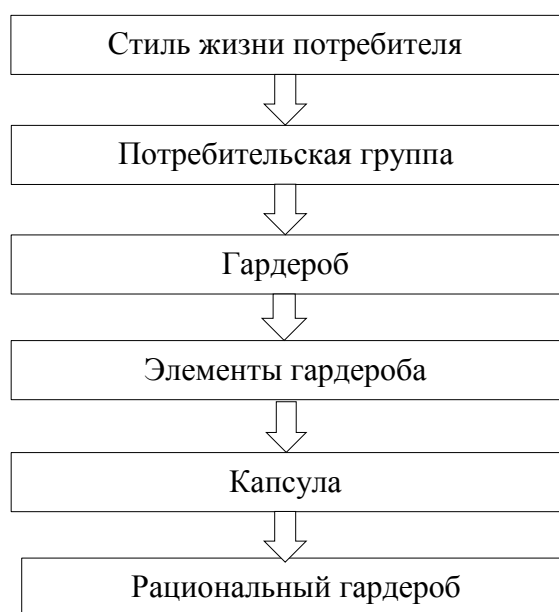 Стиль жизни потребителя
Потребительская группа
Гардероб
Элементы гардероба
Капсула
Рациональный гардероб